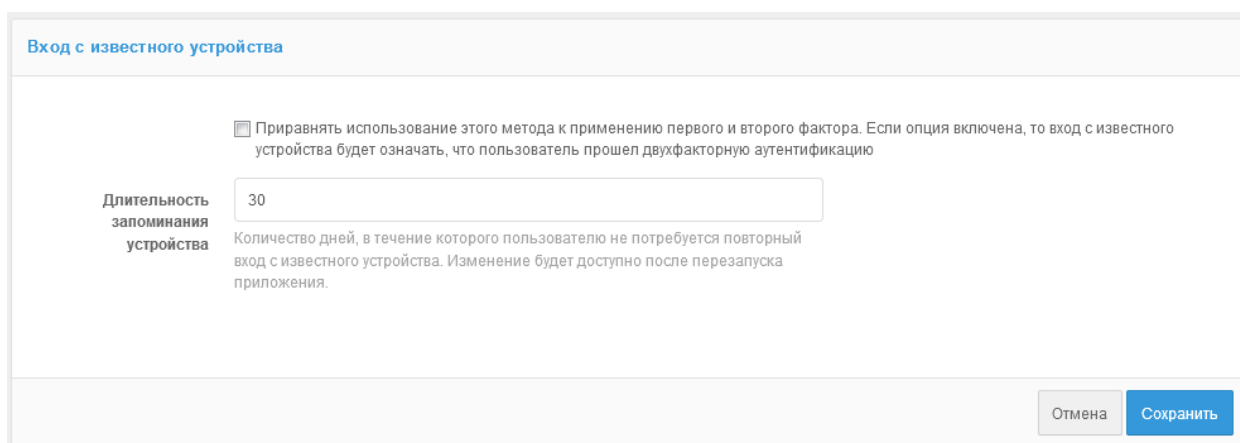 Вход с известного устройства
Приравнять использование этого метода к применению первого и второго фактора. Если опция включена, то вход с известного
устройства будет означать, что пользователь прошел двухфакторную аутентификацию
Длительность
запоминания
устройства
30
Количество дней, в течение которого пользователю не потребуется повторный
вход с известного устройства. Изменение будет доступно после перезапуска
приложения.
Отмена
Сохранить